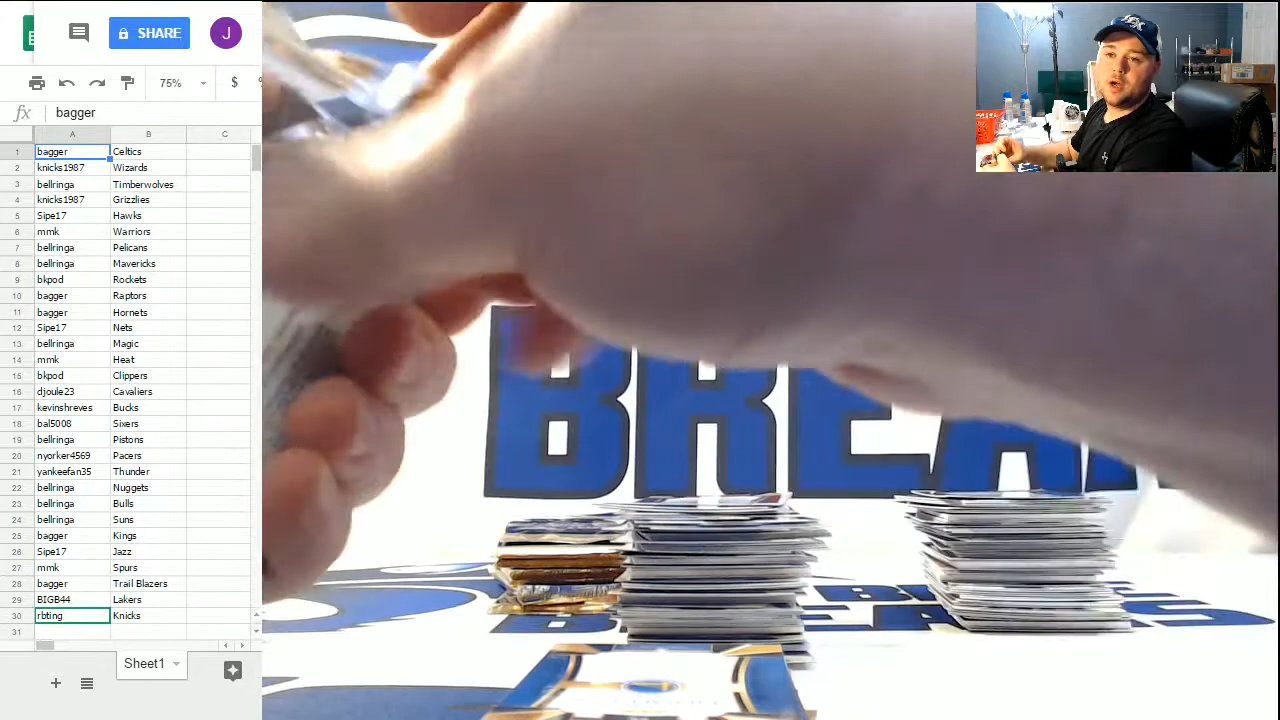 SHARE
J
75%
$
fx bagger
A B C
1 bagger Celtics
2 knicks1987 Wizards
3 bellringa Timberwolves
4 knicks1987 Grizzlies
5 Sipe17 Hawks
6 mmk Warriors
7 bellringa Pelicans
8 bellringa Mavericks
9 bkpod Rockets
10 bagger Raptors
11 bagger Hornets
12 Sipe17 Nets
13 bellringa Magic
14 mmk Heat
15 bkpod Clippers
16 djoule23 Cavaliers
17 kevinshreves Bucks
18 bal5008 Sixers
19 bellringa Pistons
20 nyorker4569 Pacers
21 yankeefan35 Thunder
22 bellringa Nuggets
23 bellringa Bulls
24 bellringa Suns
25 bagger Kings
26 Sipe17 Jazz
27 mmk Spurs
28 bagger Trail Blazers
29 BIGB44 Lakers
30 rbting Knicks
31
Sheet1
BREA